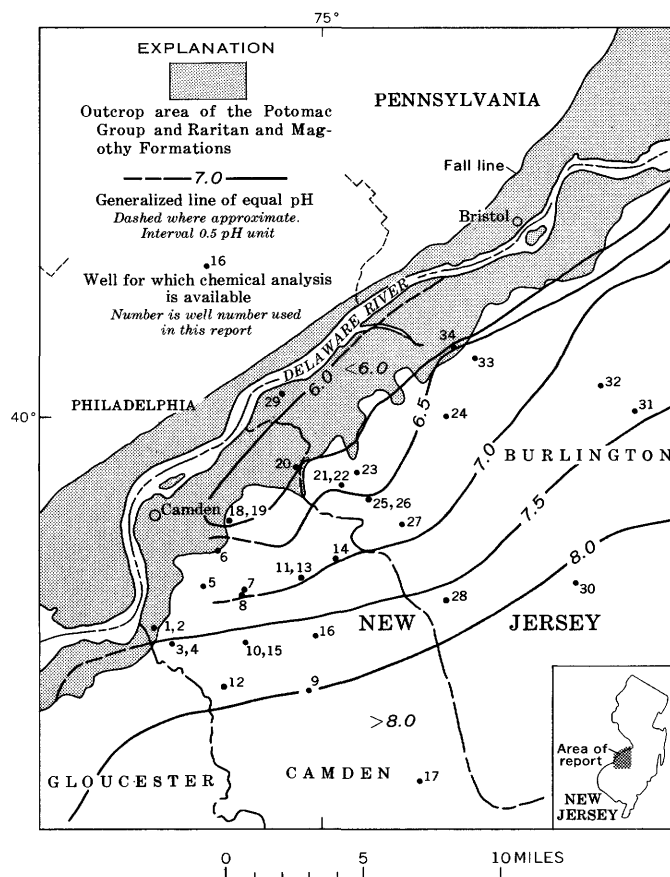 75°
EXPLANATION
Outcrop area of the Potomac
Group and Raritan and Mag-
othy Formations
7.0
Generalized line of equal pH
Dashed where approximate.
Interval 0.5 pH unit
16
Well for which chemical analysis
is available
Number is well number used
in this report
PENNSYLVANIA
Fall line
Bristol
DELAWARE RIVER
6.0
<6.0
34
33
29
PHILADELPHIA
40°
32
31
24
6.5
7.0
BURLINGTON
20
23
21, 22
25, 26
27
7.5
Camden
18, 19
6
14
11, 13
8.0
5
7
8
30
28
1, 2
3, 4
10, 15
16
NEW JERSEY
12
9
>8.0
GLOUCESTER
CAMDEN
17
Area of
report
NEW
JERSEY
0 5 10 MILES